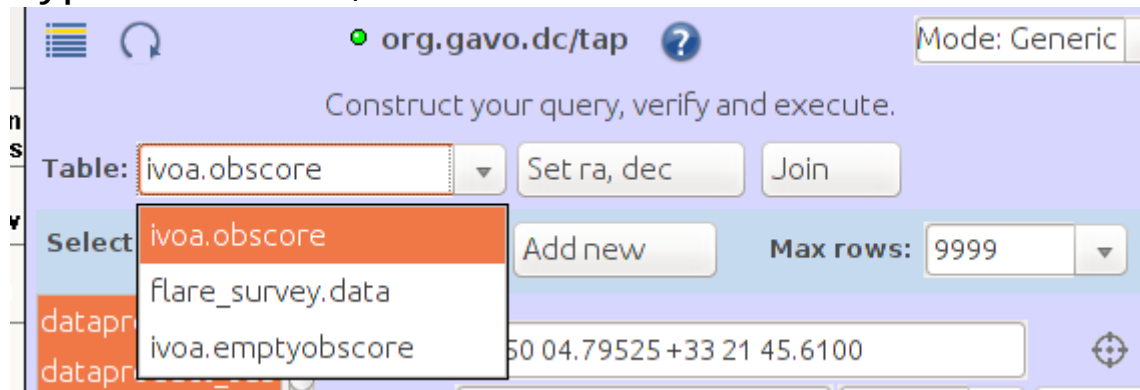 org.gavo.dc/tap ? Mode: Generic
Construct your query, verify and execute.
Table: ivoa.obscore Set ra, dec Join
Select ivoa.obscore Add new Max rows: 9999
flare_survey.data
ivoa.emptyobscore 50 04.79525 +33 21 45.6100